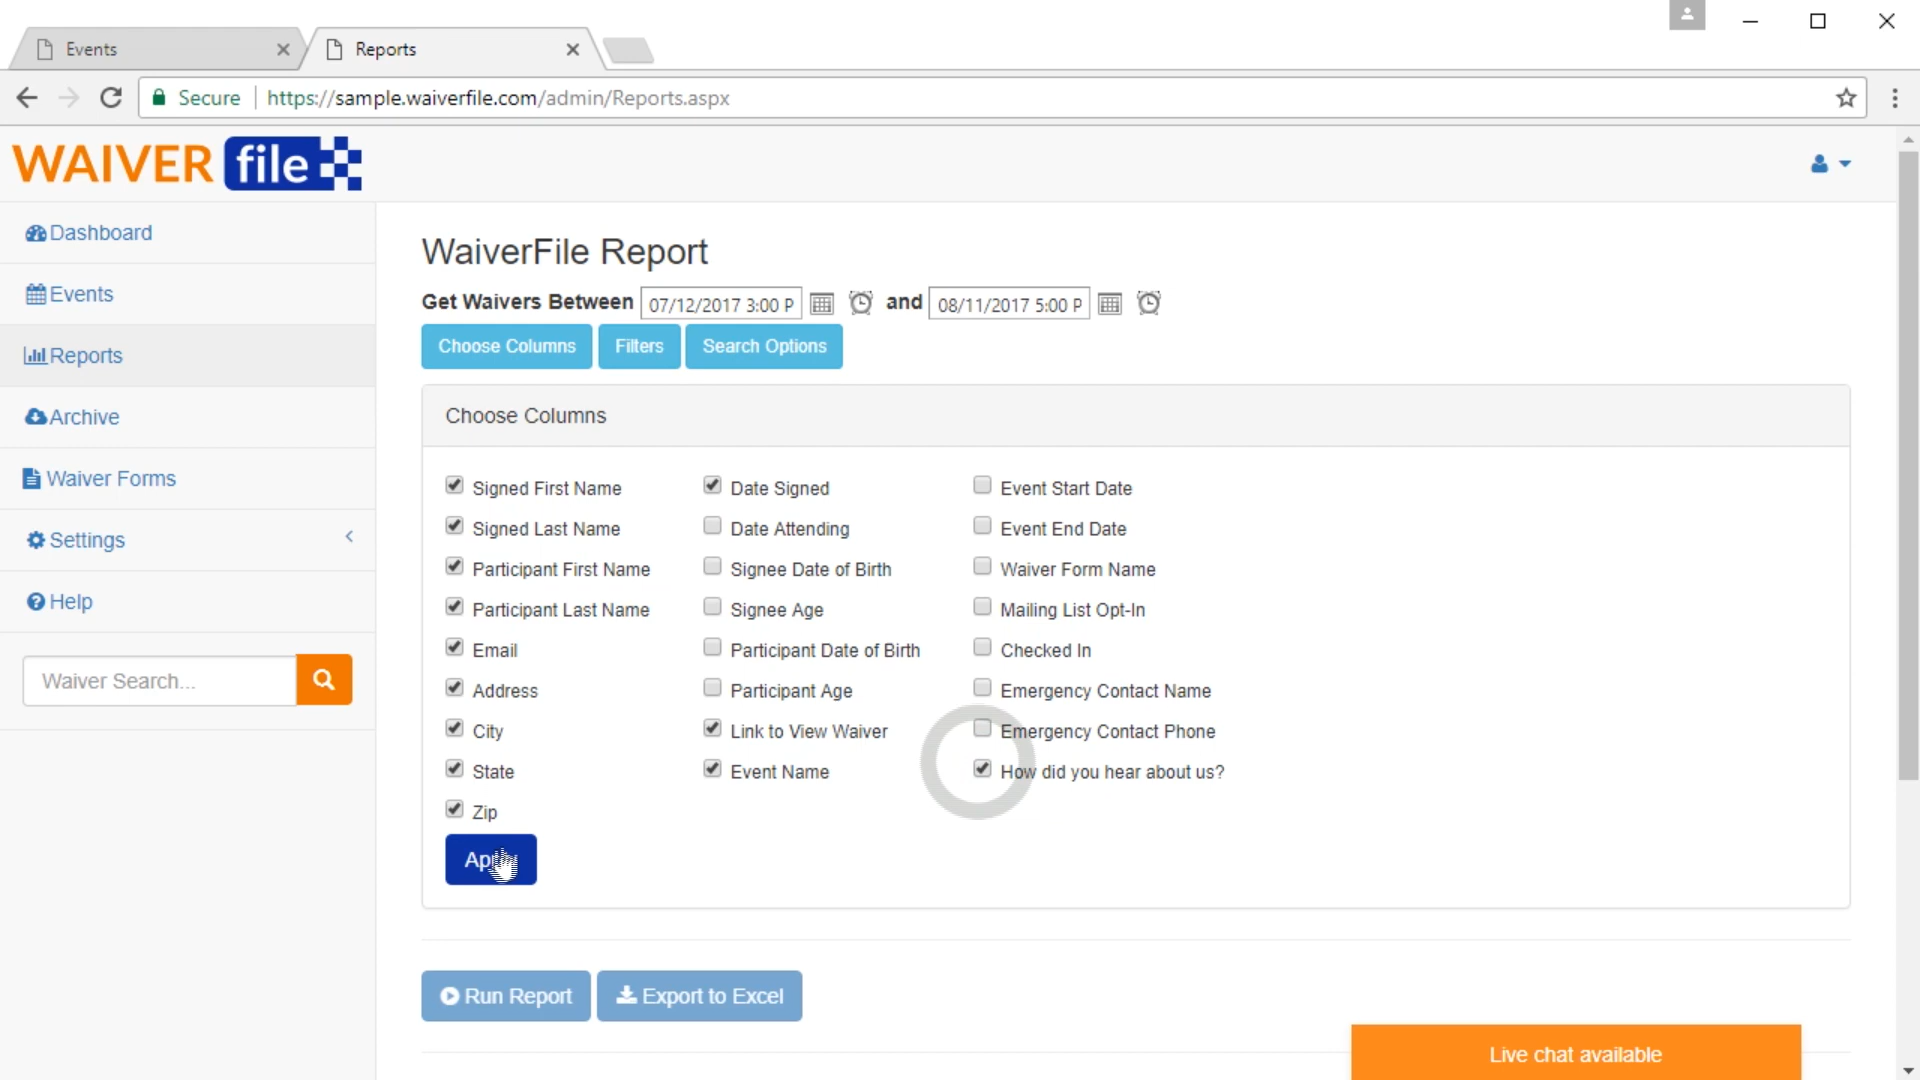 Events
Reports
Secure
https://sample.waiverfile.com/admin/Reports.aspx
WAIVER file
Dashboard
Events
Reports
Archive
Waiver Forms
Settings
Help
Waiver Search...
WaiverFile Report
Get Waivers Between 07/12/2017 3:00 P and 08/11/2017 5:00 P
Choose Columns Filters Search Options
Choose Columns
Signed First Name
Signed Last Name
Participant First Name
Participant Last Name
Email
Address
City
State
Zip
Date Signed
Date Attending
Signee Date of Birth
Signee Age
Participant Date of Birth
Participant Age
Link to View Waiver
Event Name
Event Start Date
Event End Date
Waiver Form Name
Mailing List Opt-In
Checked In
Emergency Contact Name
Emergency Contact Phone
How did you hear about us?
Apply
Run Report Export to Excel
Live chat available